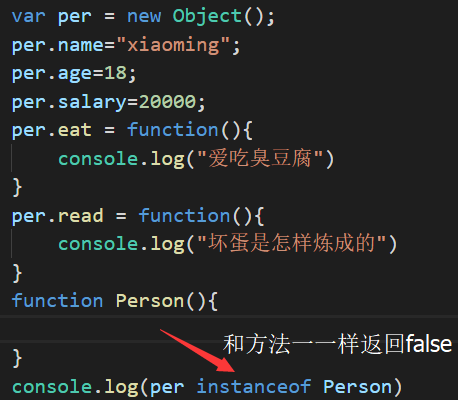 var per = new Object();
per.name="xiaoming";
per.age=18;
per.salary=20000;
per.eat = function(){
    console.log("爱吃臭豆腐")
}
per.read = function(){
    console.log("坏蛋是怎样炼成的")
}
function Person(){
和方法一一样返回false
}
console.log(per instanceof Person)